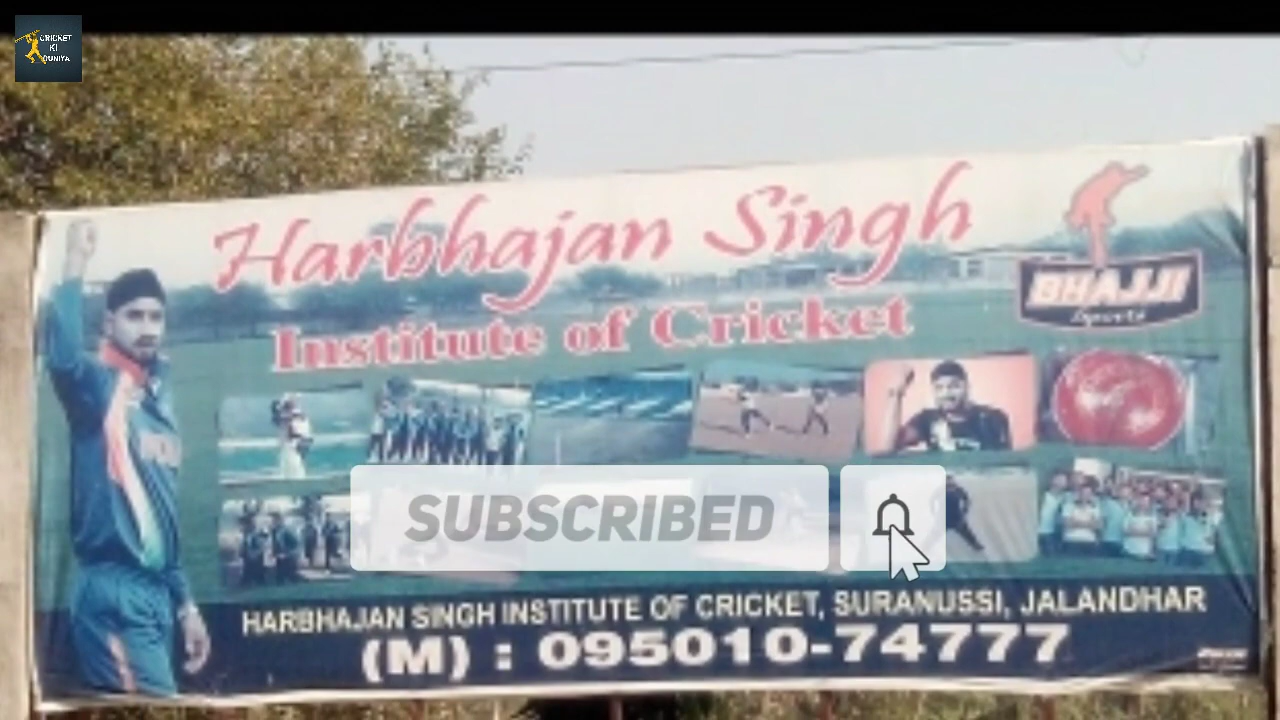 CRICKET
KI
DUNIYA
Harbhajan Singh
Institute of Cricket
BHAJJI
Sports
SUBSCRIBED
HARBHAJAN SINGH INSTITUTE OF CRICKET, SURANUSSI, JALANDHAR
(M) : 095010-74777